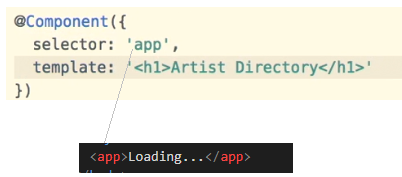 @Component({
selector: 'app',
template: '<h1>Artist Directory</h1>'
})
<app>Loading...</app>